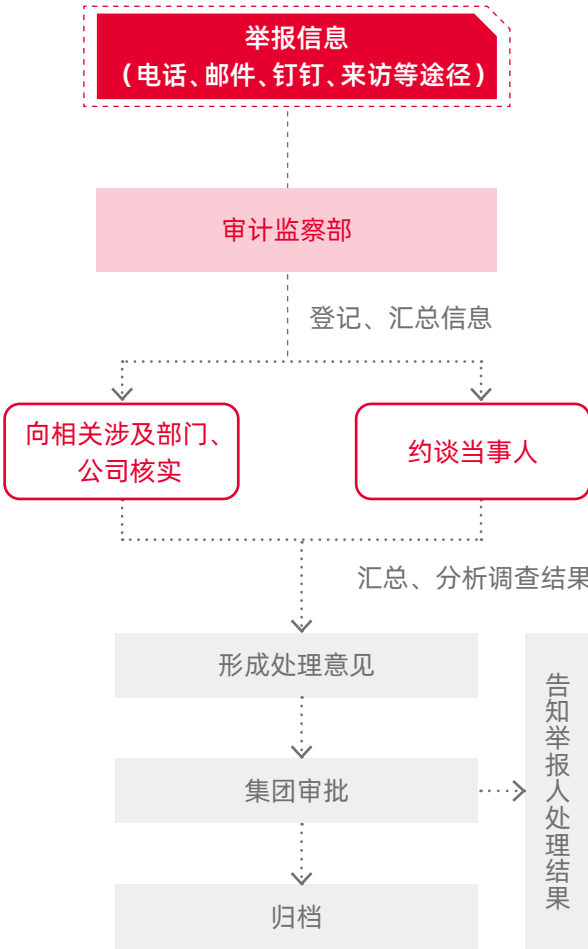 举报信息
（电话、邮件、钉钉、来访等途径）
审计监察部
登记、汇总信息
向相关涉及部门、
公司核实
约谈当事人
汇总、分析调查结果
形成处理意见
集团审批
告知举报人处理结果
归档